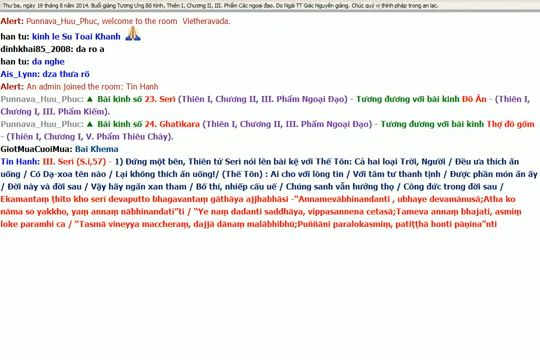 Thứ ba, ngày 19 tháng 8 năm 2014. Buổi giảng Tương Ưng Bộ Kinh, Thiên I, Chương II, III. Phẩm Các ngoại đạo. Do Ngài TT Giác Nguyên giảng. Chúc quý vị thính pháp trong an lạc.
Alert: Punnava_Huu_Phuc, welcome to the room Vietheravada.
han tu: kinh le Su Toai Khanh
dinhkhai85_2008: da ro a
han tu: da nghe
Ais_Lynn: dza thưa rõ
Alert: An admin joined the room: Tin Hanh
Punnava_Huu_Phuc: ▲ Bài kinh số 23. Seri (Thiên I, Chương II, III. Phẩm Ngoại Đạo) - Tương đương với bài kinh Đồ Ăn - (Thiên
I, Chương I, III. Phẩm Kiếm).
Punnava_Huu_Phuc: ▲ Bài kinh số 24. Ghatikara (Thiên I, Chương II, III. Phẩm Ngoại Đạo) - Tương đương với bài kinh Thợ đồ gốm
- (Thiên I, Chương I, V. Phẩm Thiêu Cháy).
GiotMuaCuoiMua: Bai Khema
Tin Hanh: III. Serì (S.i,57) - 1) Đứng một bên, Thiên tử Serì nói lên bài kệ với Thế Tôn: Cả hai loại Trời, Người / Đều ưa thích ăn
uống / Có Dạ-xoa tên nào / Lại không thích ăn uống!/ (Thế Tôn) : Ai cho với lòng tin / Với tâm tư thanh tịnh / Được phần món ăn ấy
/ Đời này và đời sau / Vậy hãy ngăn xan tham / Bố thí, nhiếp cấu uế / Chúng sanh vẫn hưởng thọ / Công đức trong đời sau /
Ekamantaṃ ṭhito kho serī devaputto bhagavantaṃ gāthāya ajjhabhāsi -"Annamevābhinandanti , ubhaye devamānusā;Atha ko
nāma so yakkho, yaṃ annaṃ nābhinandatī"ti / "Ye naṃ dadanti saddhāya, vippasannena cetasā;Tameva annaṃ bhajati, asmiṃ
loke paramhi ca / "Tasmā vineyya maccheraṃ, dajjā dānaṃ malābhibhū;Puññāni paralokasmiṃ, patiṭṭhā honti pāṇina"nti